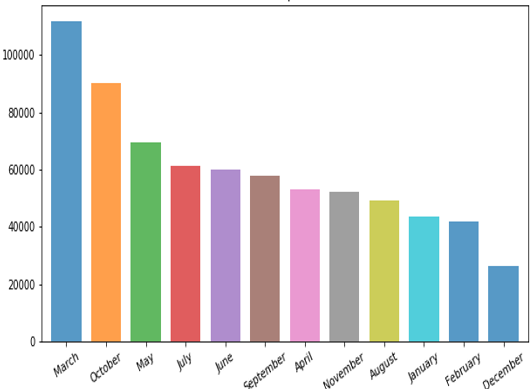 100000
80000
60000
40000
20000
0
March
October
May
July
June
September
April
November
August
January
February
December